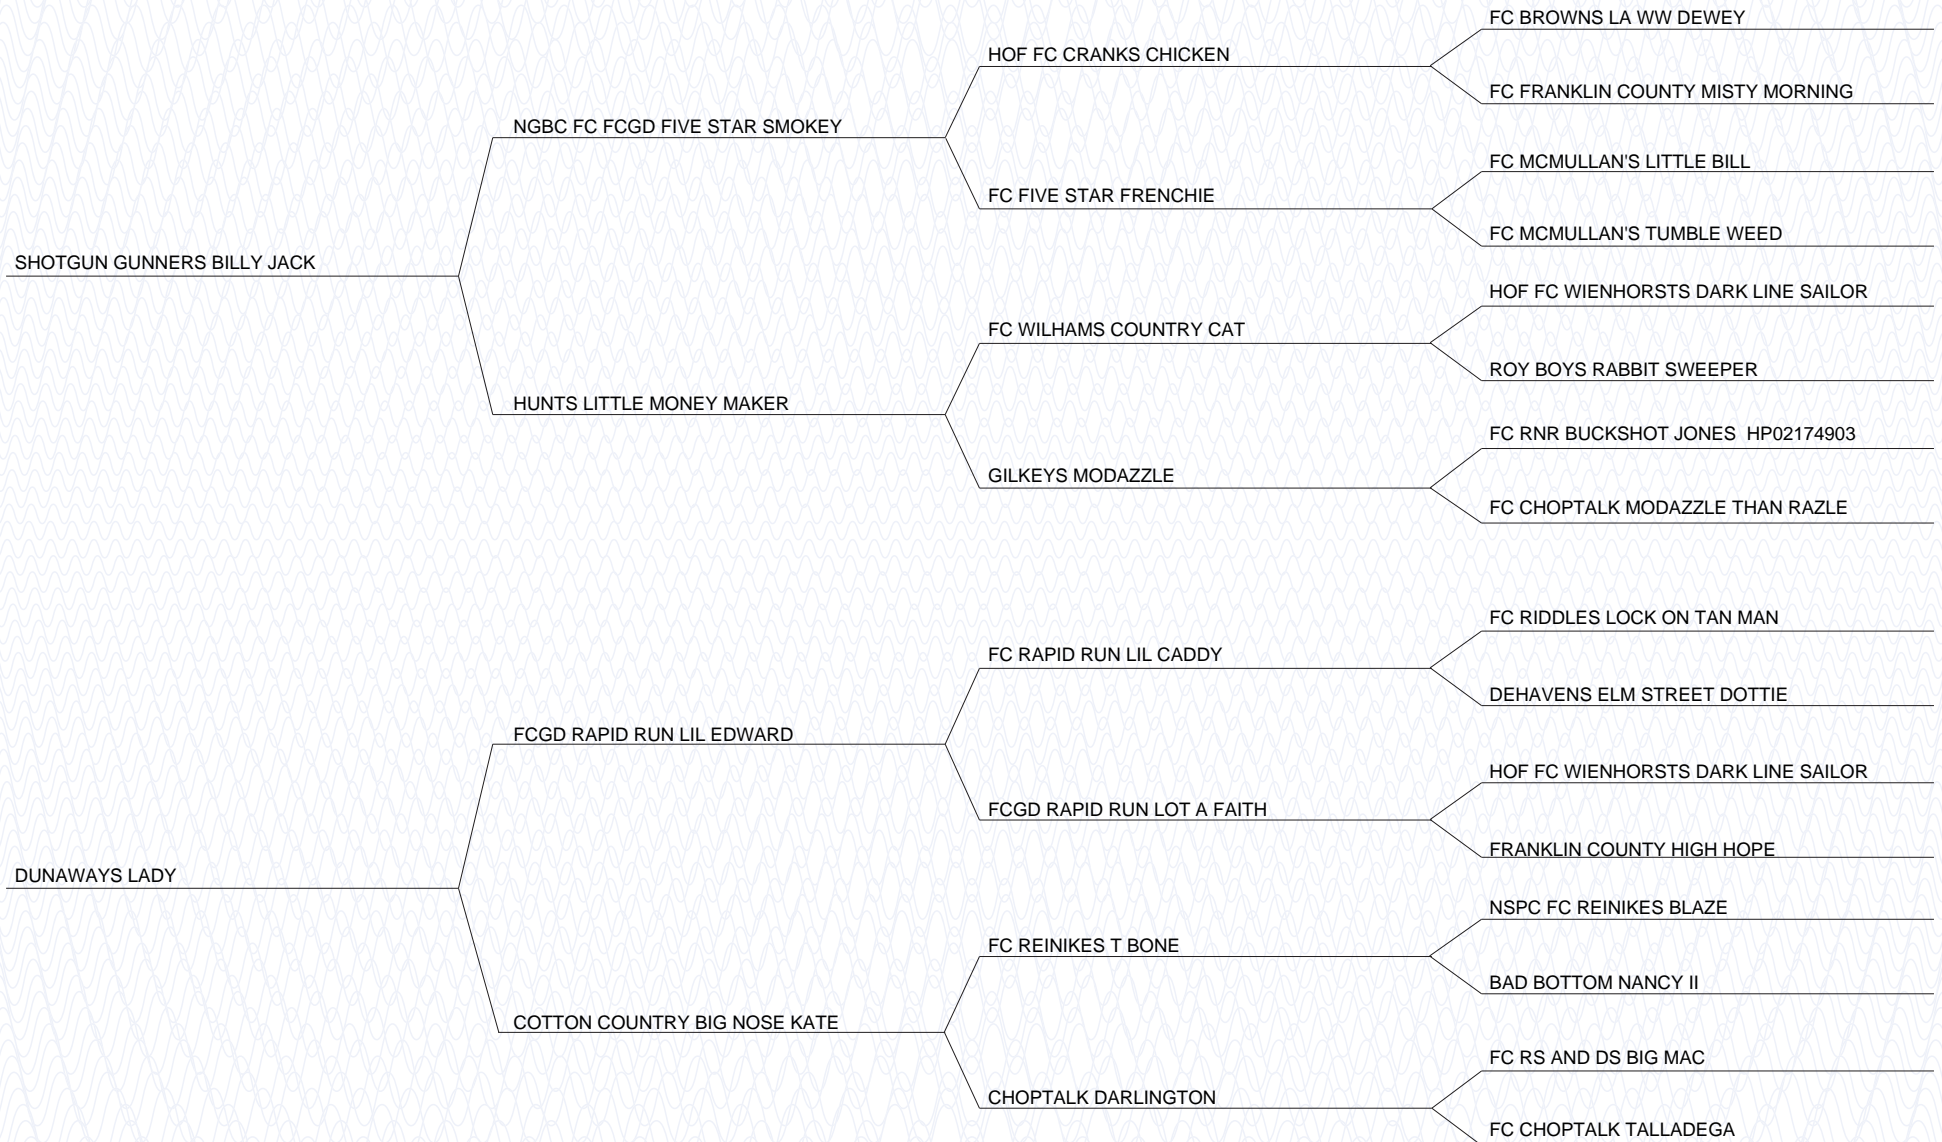 FC BROWNS LA WW DEWEY
HOF FC CRANKS CHICKEN
FC FRANKLIN COUNTY MISTY MORNING
NGBC FC FCGD FIVE STAR SMOKEY
FC MCMULLAN'S LITTLE BILL
FC FIVE STAR FRENCHIE
FC MCMULLAN'S TUMBLE WEED
SHOTGUN GUNNERS BILLY JACK
HOF FC WIENHORSTS DARK LINE SAILOR
FC WILHAMS COUNTRY CAT
ROY BOYS RABBIT SWEEPER
HUNTS LITTLE MONEY MAKER
FC RNR BUCKSHOT JONES  HP02174903
GILKEYS MODAZZLE
FC CHOPTALK MODAZZLE THAN RAZLE
FC RIDDLES LOCK ON TAN MAN
FC RAPID RUN LIL CADDY
DEHAVENS ELM STREET DOTTIE
FCGD RAPID RUN LIL EDWARD
HOF FC WIENHORSTS DARK LINE SAILOR
FCGD RAPID RUN LOT A FAITH
FRANKLIN COUNTY HIGH HOPE
DUNAWAYS LADY
NSPC FC REINIKES BLAZE
FC REINIKES T BONE
BAD BOTTOM NANCY II
COTTON COUNTRY BIG NOSE KATE
FC RS AND DS BIG MAC
CHOPTALK DARLINGTON
FC CHOPTALK TALLADEGA